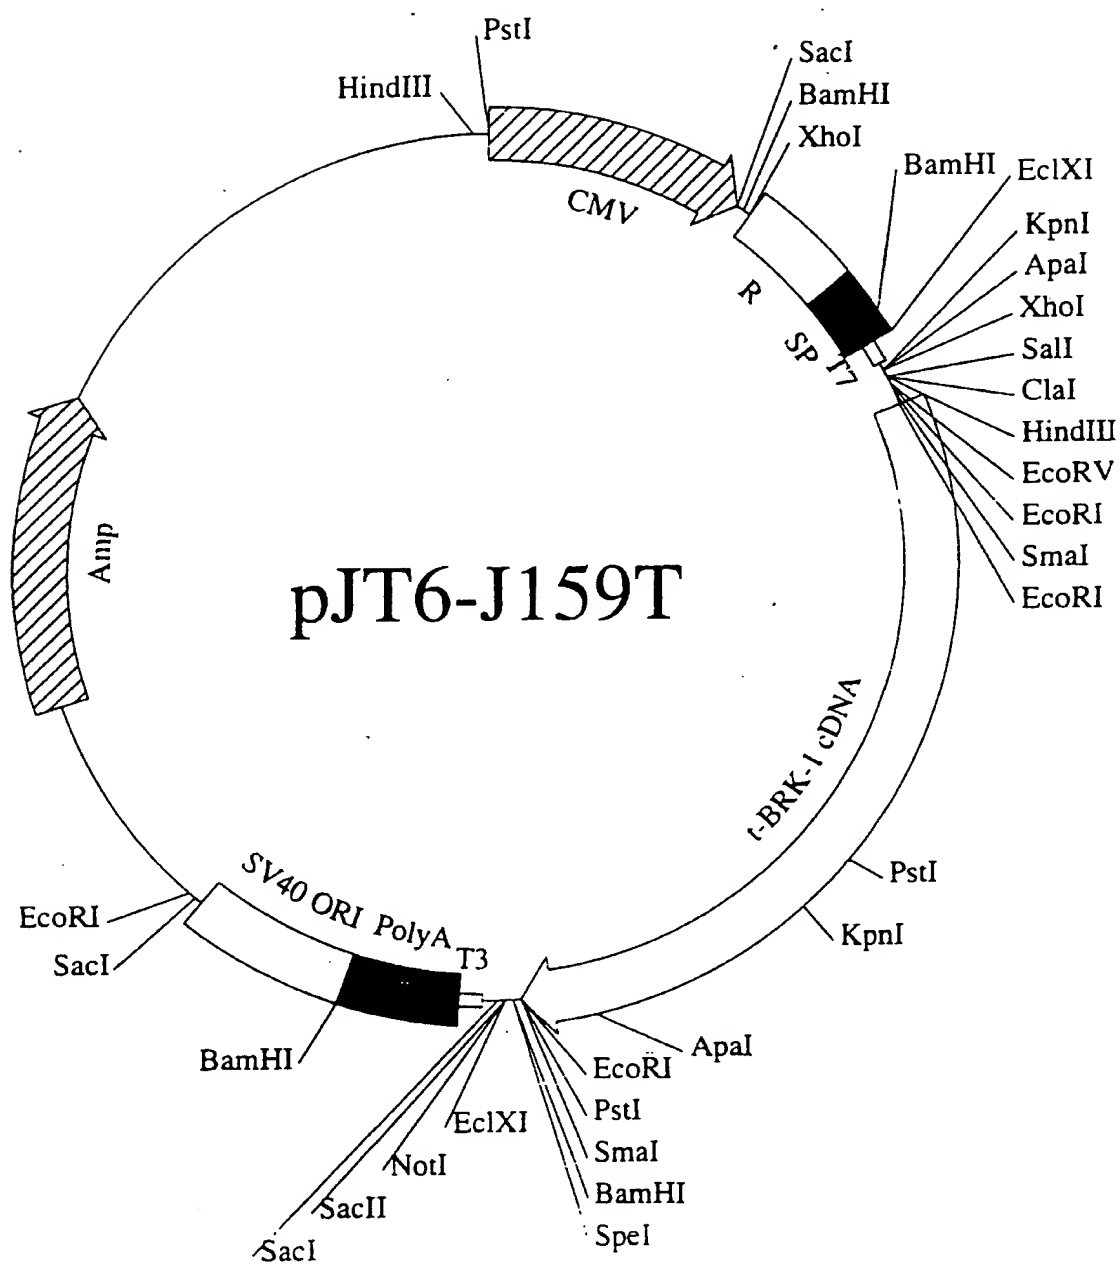 PstI
HindIII
SacI
BamHI
XhoI
BamHI
EclXI
KpnI
ApaI
XhoI
SalI
ClaI
HindIII
EcoRV
EcoRI
SmaI
EcoRI
CMV
R
SP
T7
Amp
pJT6-J159T
t-BRK-1 cDNA
PstI
KpnI
ApaI
EcoRI
PstI
SmaI
BamHI
SpeI
SV40 ORI PolyA
T3
EcoRI
SacI
BamHI
EclXI
NotI
SacII
SacI